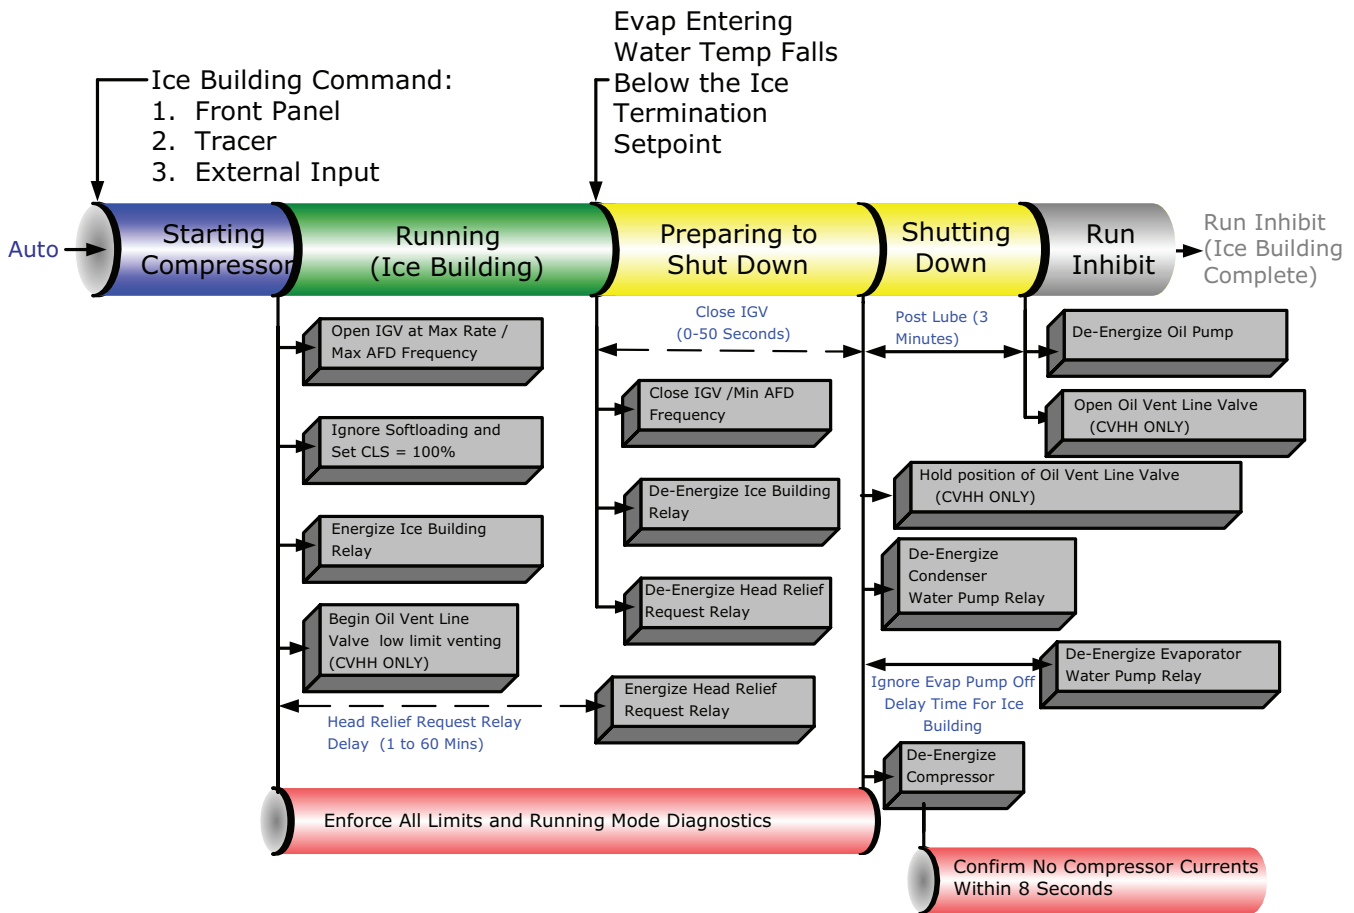 Ice Building Command:
1. Front Panel
2. Tracer
3. External Input
Evap Entering
Water Temp Falls
Below the Ice
Termination
Setpoint
Auto
Starting
Compressor
Running
(Ice Building)
Preparing to
Shut Down
Shutting
Down
Run
Inhibit
Run Inhibit
(Ice Building
Complete)
Open IGV at Max Rate /
Max AFD Frequency
Ignore Softloading and
Set CLS = 100%
Energize Ice Building
Relay
Begin Oil Vent Line
Valve low limit venting
(CVHH ONLY)
Head Relief Request Relay
Delay (1 to 60 Mins)
Close IGV
(0-50 Seconds)
Close IGV /Min AFD
Frequency
De-Energize Ice Building
Relay
De-Energize Head Relief
Request Relay
Energize Head Relief
Request Relay
Post Lube (3
Minutes)
De-Energize Oil Pump
Open Oil Vent Line Valve
(CVHH ONLY)
Hold position of Oil Vent Line Valve
(CVHH ONLY)
De-Energize
Condenser
Water Pump Relay
De-Energize Evaporator
Water Pump Relay
Ignore Evap Pump Off
Delay Time For Ice
Building
De-Energize
Compressor
Enforce All Limits and Running Mode Diagnostics
Confirm No Compressor Currents
Within 8 Seconds